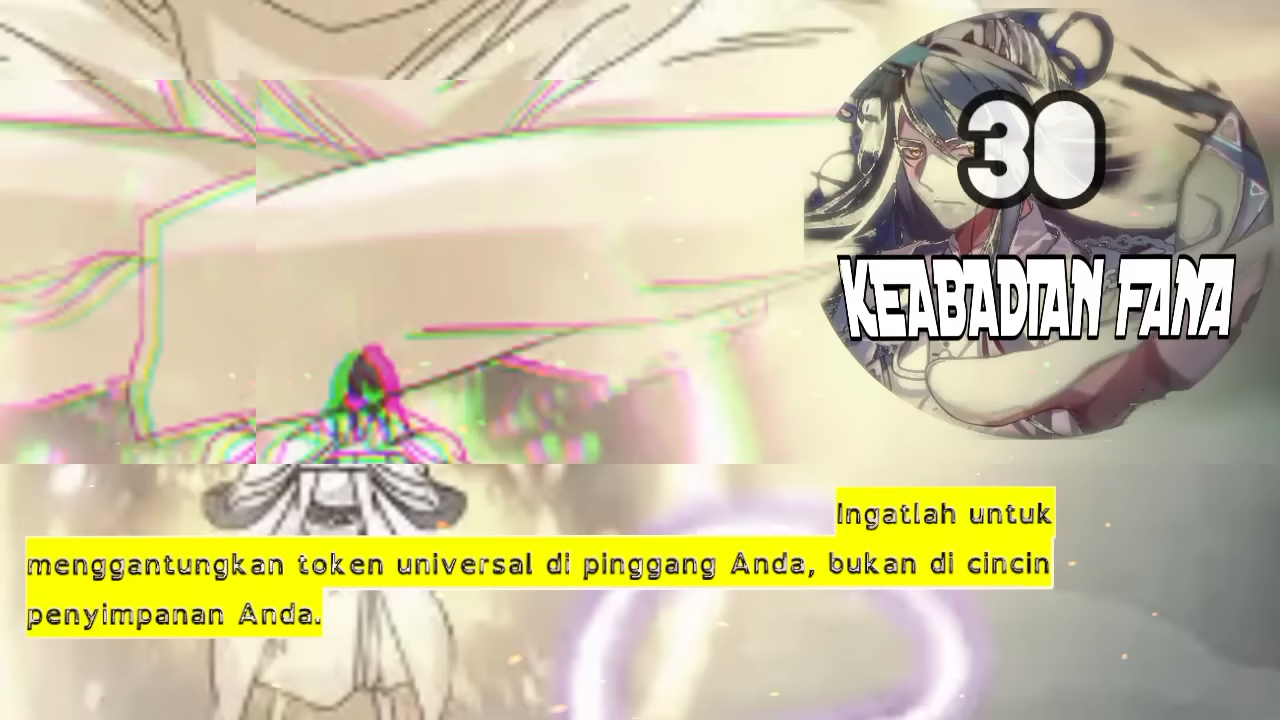 30
KEABADIAN FANA
Ingatlah untuk
menggantungkan token universal di pinggang Anda, bukan di cincin
penyimpanan Anda.